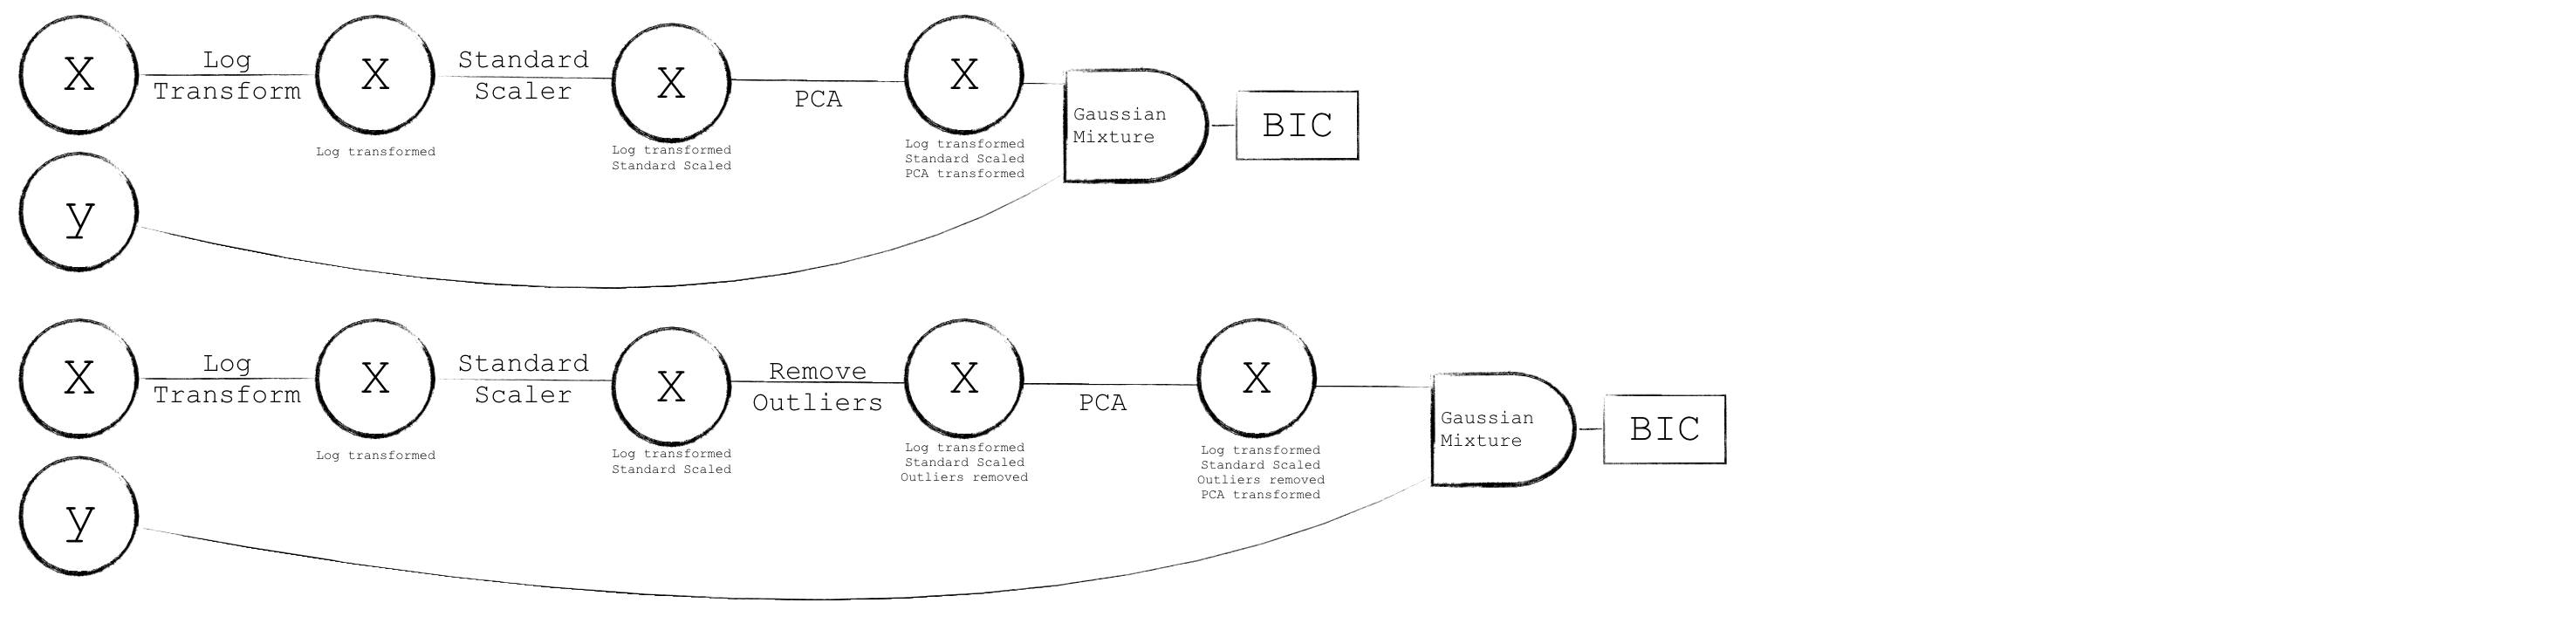 X
Log
Transform
X
Log transformed
Standard
Scaler
X
Log transformed
Standard Scaled
PCA
X
Log transformed
Standard Scaled
PCA transformed
Gaussian
Mixture
BIC
y
X
Log
Transform
X
Log transformed
Standard
Scaler
X
Log transformed
Standard Scaled
Remove
Outliers
X
Log transformed
Standard Scaled
Outliers removed
PCA
X
Log transformed
Standard Scaled
Outliers removed
PCA transformed
Gaussian
Mixture
BIC
y